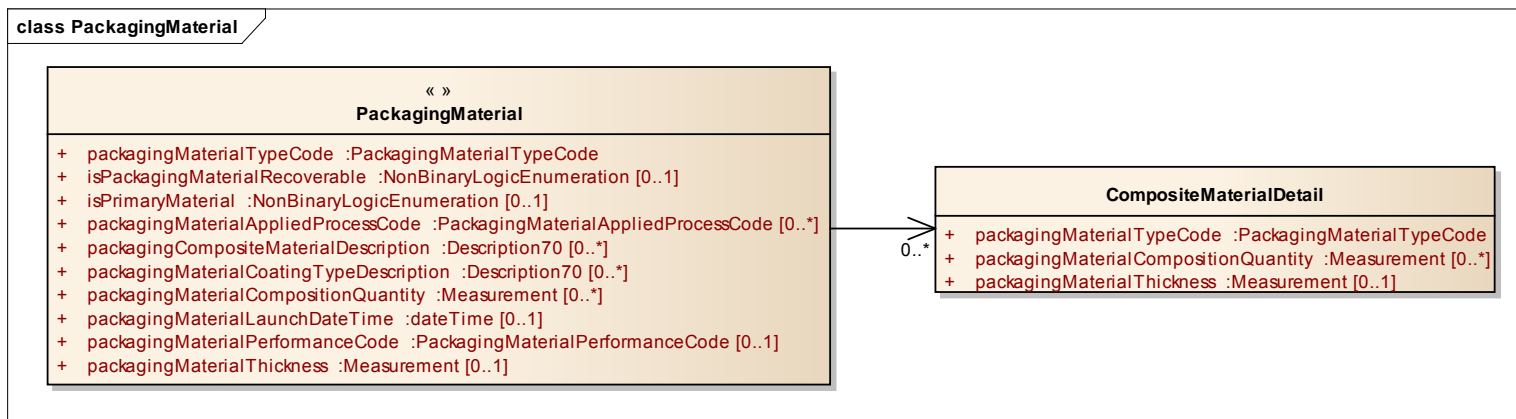 class PackagingMaterial
« »
PackagingMaterial
+ packagingMaterialTypeCode :PackagingMaterialTypeCode
+ isPackagingMaterialRecoverable :NonBinaryLogicEnumeration [0..1]
+ isPrimaryMaterial :NonBinaryLogicEnumeration [0..1]
+ packagingMaterialAppliedProcessCode :PackagingMaterialAppliedProcessCode [0..*]
+ packagingCompositeMaterialDescription :Description70 [0..*]
+ packagingMaterialCoatingTypeDescription :Description70 [0..*]
+ packagingMaterialCompositionQuantity :Measurement [0..*]
+ packagingMaterialLaunchDateTime :dateTime [0..1]
+ packagingMaterialPerformanceCode :PackagingMaterialPerformanceCode [0..1]
+ packagingMaterialThickness :Measurement [0..1]
0..*
CompositeMaterialDetail
+ packagingMaterialTypeCode :PackagingMaterialTypeCode
+ packagingMaterialCompositionQuantity :Measurement [0..*]
+ packagingMaterialThickness :Measurement [0..1]